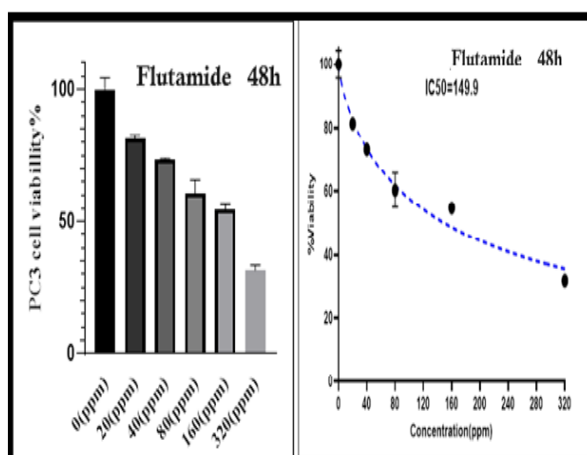 Flutamide 48h
PC3 cell viabillity%
100
50
0
0(ppm)
20(ppm)
40(ppm)
80(ppm)
160(ppm)
320(ppm)
Flutamide 48h
IC50=149.9
%Viability
100
80
60
40
20
0
0 40 80 120 160 200 240 280 320
Concentration(ppm)